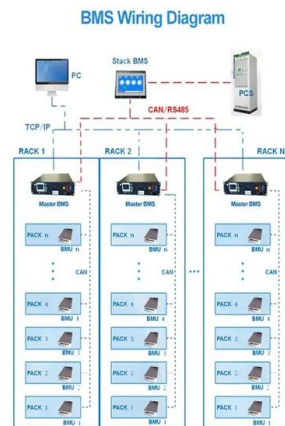 BMS Wiring Diagram
PC
Stack BMS
PCS
CAN/RS485
TCP/IP
RACK 1
RACK 2
RACK N
Master BMS
Master BMS
Master BMS
PACK n
BMU n
PACK n
BMU n
PACK n
BMU n
CAN
CAN
CAN
PACK 4
BMU 4
PACK 4
BMU 4
PACK 4
BMU 4
PACK 3
BMU 3
PACK 3
BMU 3
PACK 3
BMU 3
PACK 2
BMU 2
PACK 2
BMU 2
PACK 2
BMU 2
PACK 1
BMU 1
PACK 1
BMU 1
PACK 1
BMU 1